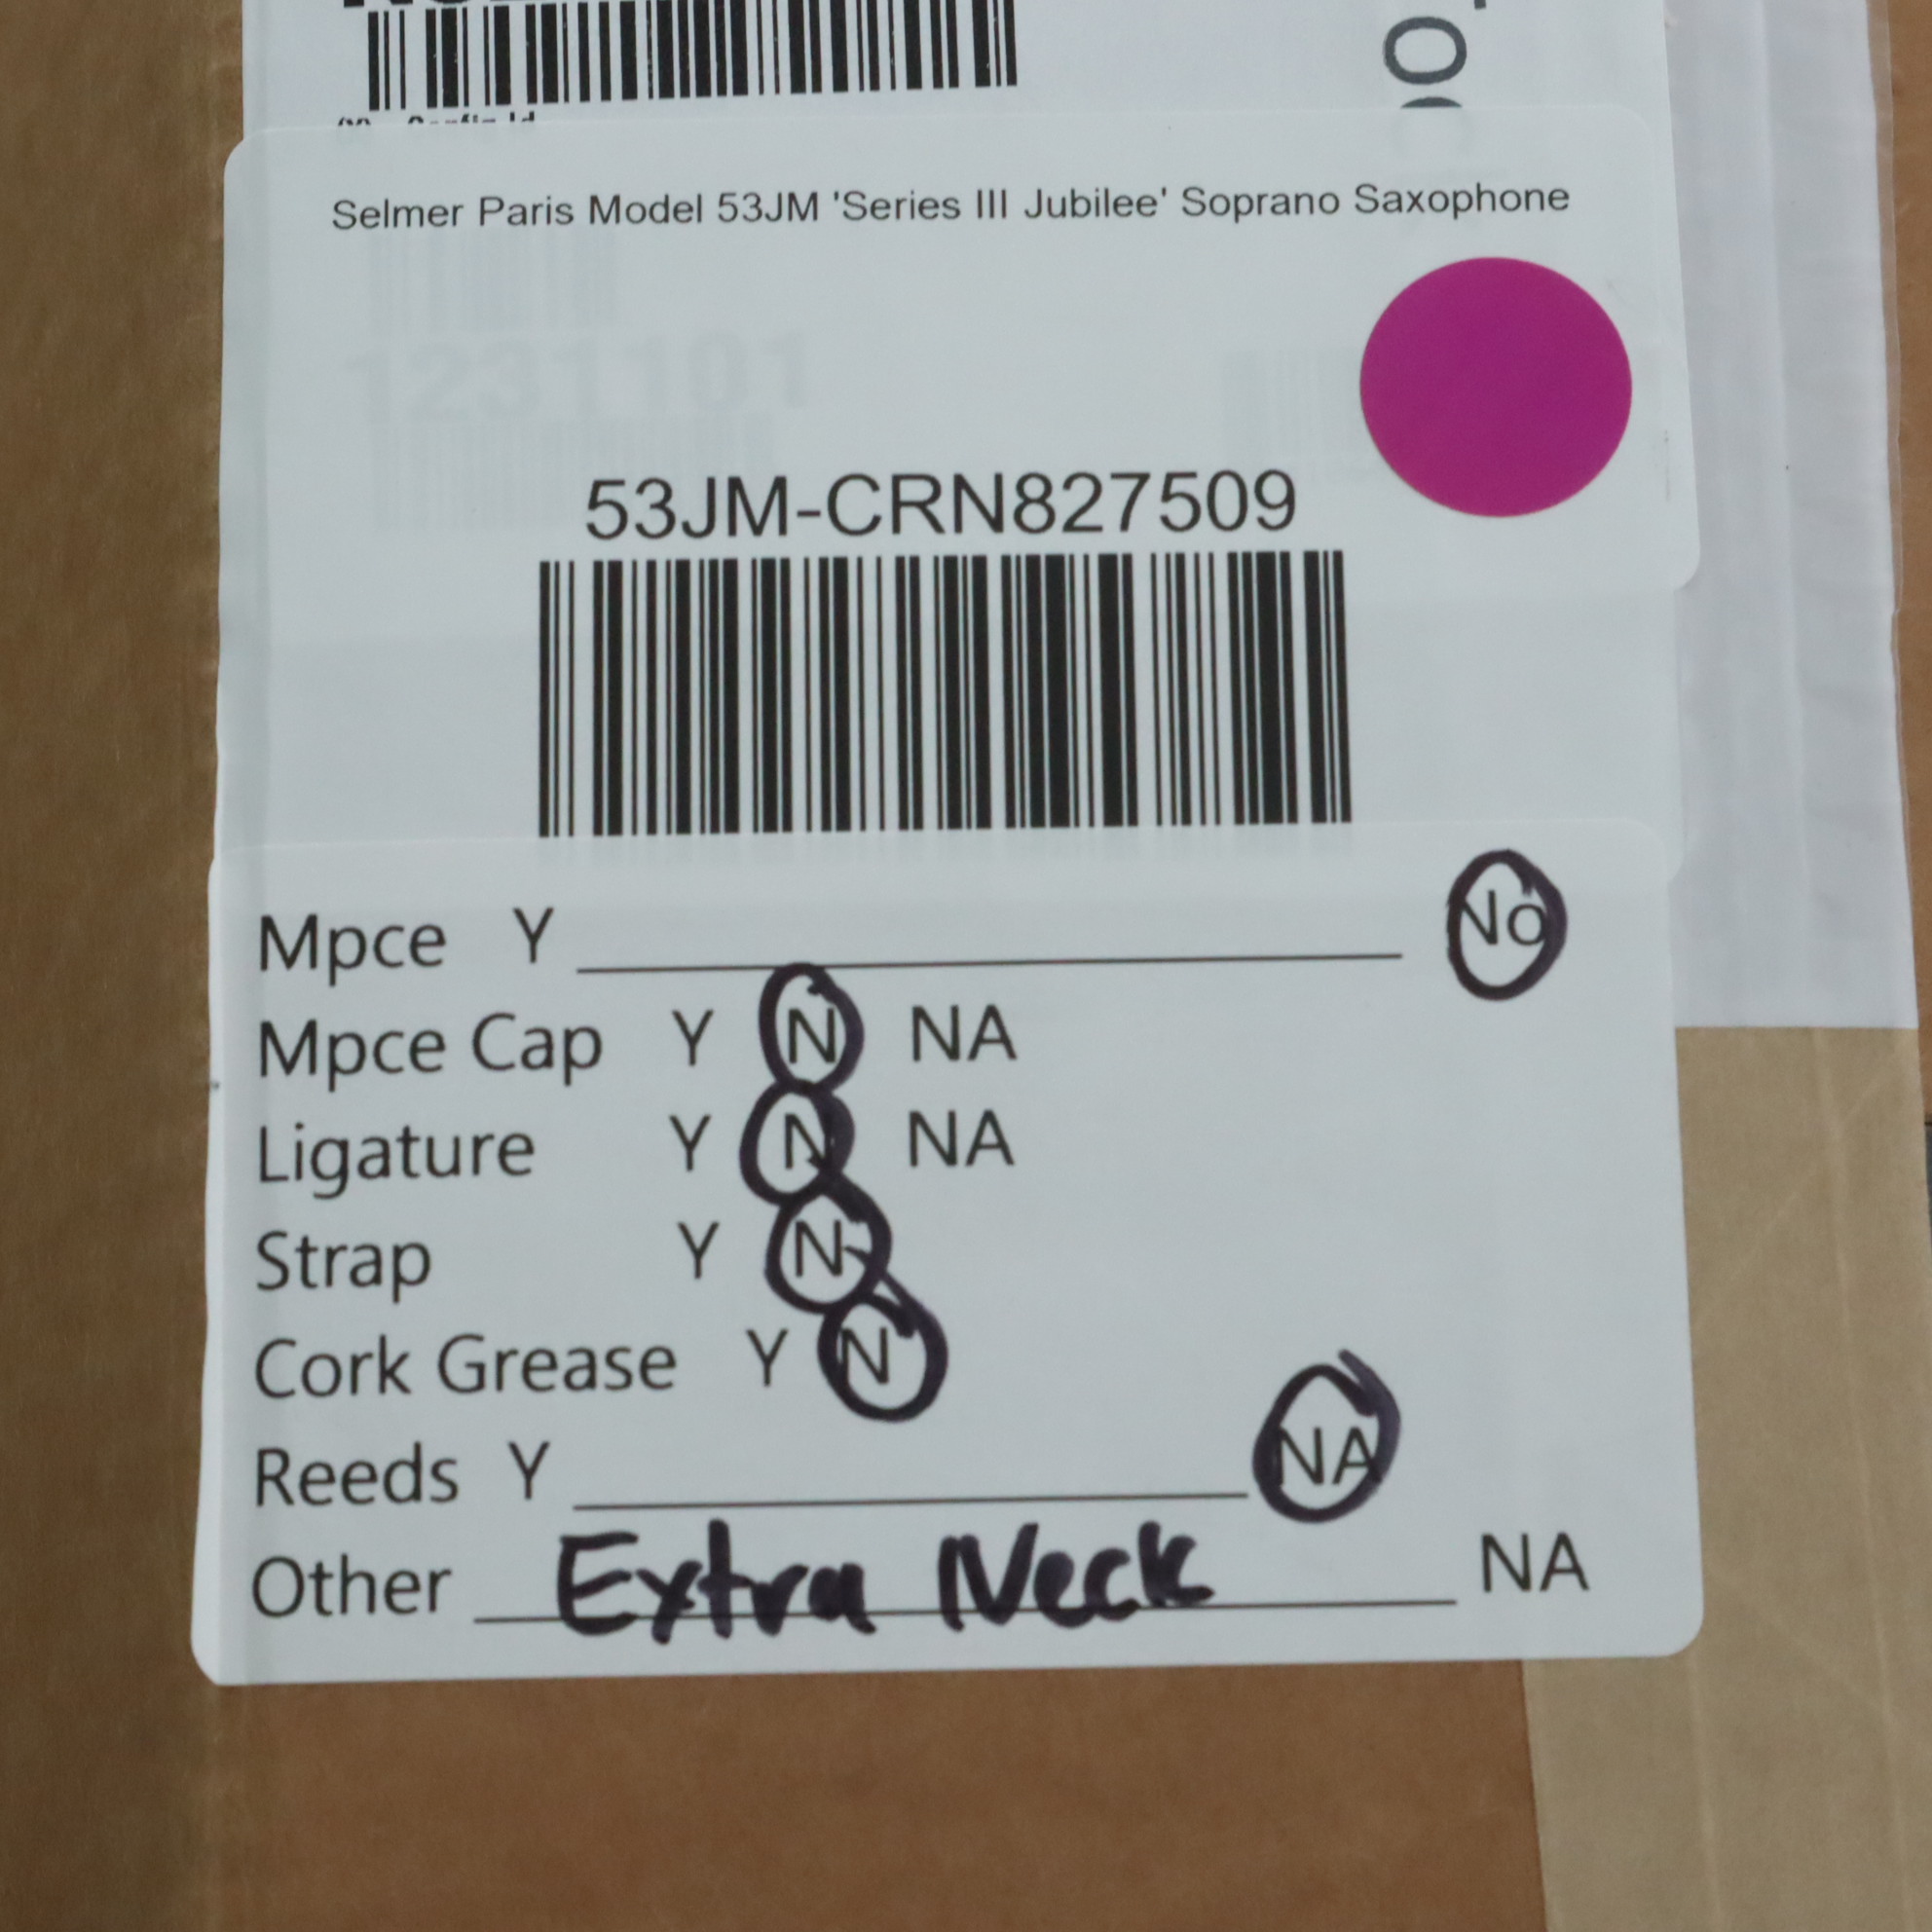 Selmer Paris Model 53JM 'Series III Jubilee' Soprano Saxophone
1231101
53JM-CRN827509
Mpce Y No
Mpce Cap Y N NA
Ligature Y N NA
Strap Y N
Cork Grease Y N
Reeds Y NA
Other Extra Neck NA